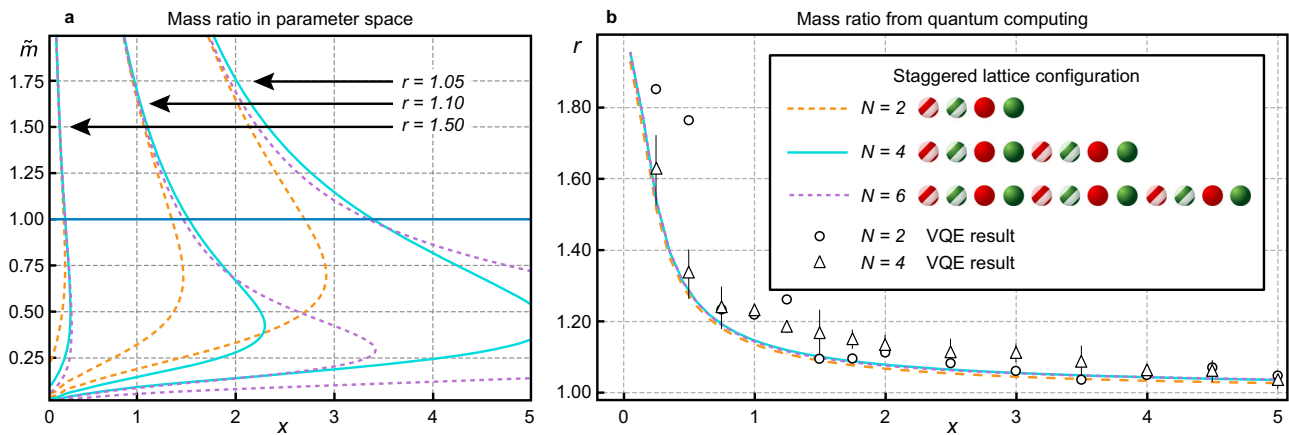 a Mass ratio in parameter space
m̃
1.75
1.50
1.25
1.00
0.75
0.50
0.25
r = 1.05
r = 1.10
r = 1.50
0 1 2 3 4 5
x
b Mass ratio from quantum computing
r
1.80
1.60
1.40
1.20
1.00
Staggered lattice configuration
N = 2
N = 4
N = 6
N = 2 VQE result
N = 4 VQE result
0 1 2 3 4 5
x